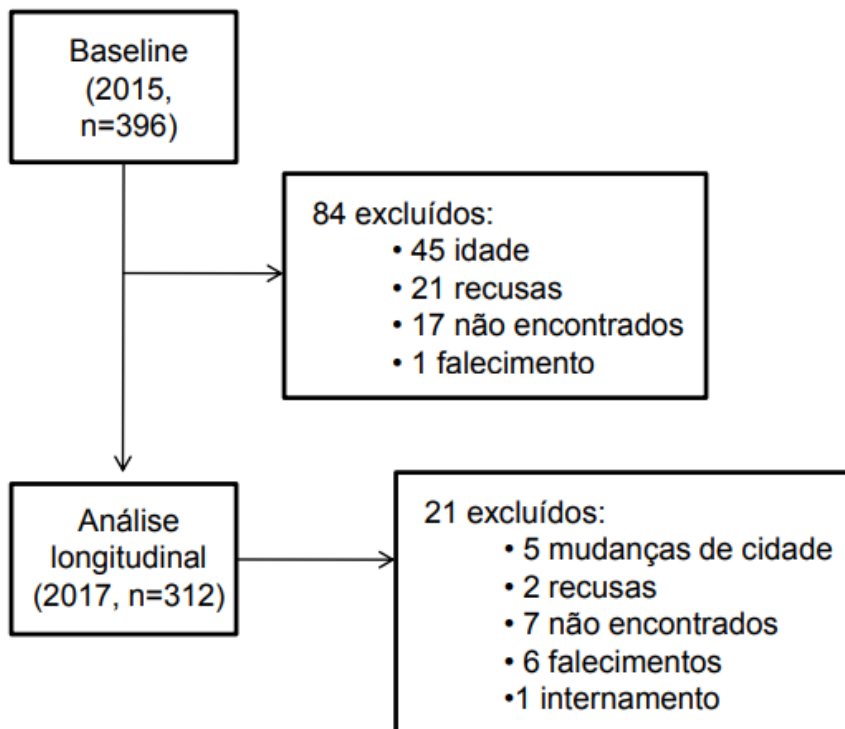 Baseline
(2015,
n=396)
84 excluídos:
• 45 idade
• 21 recusas
• 17 não encontrados
• 1 falecimento
Análise
longitudinal
(2017, n=312)
21 excluídos:
• 5 mudanças de cidade
• 2 recusas
• 7 não encontrados
• 6 falecimentos
•1 internamento